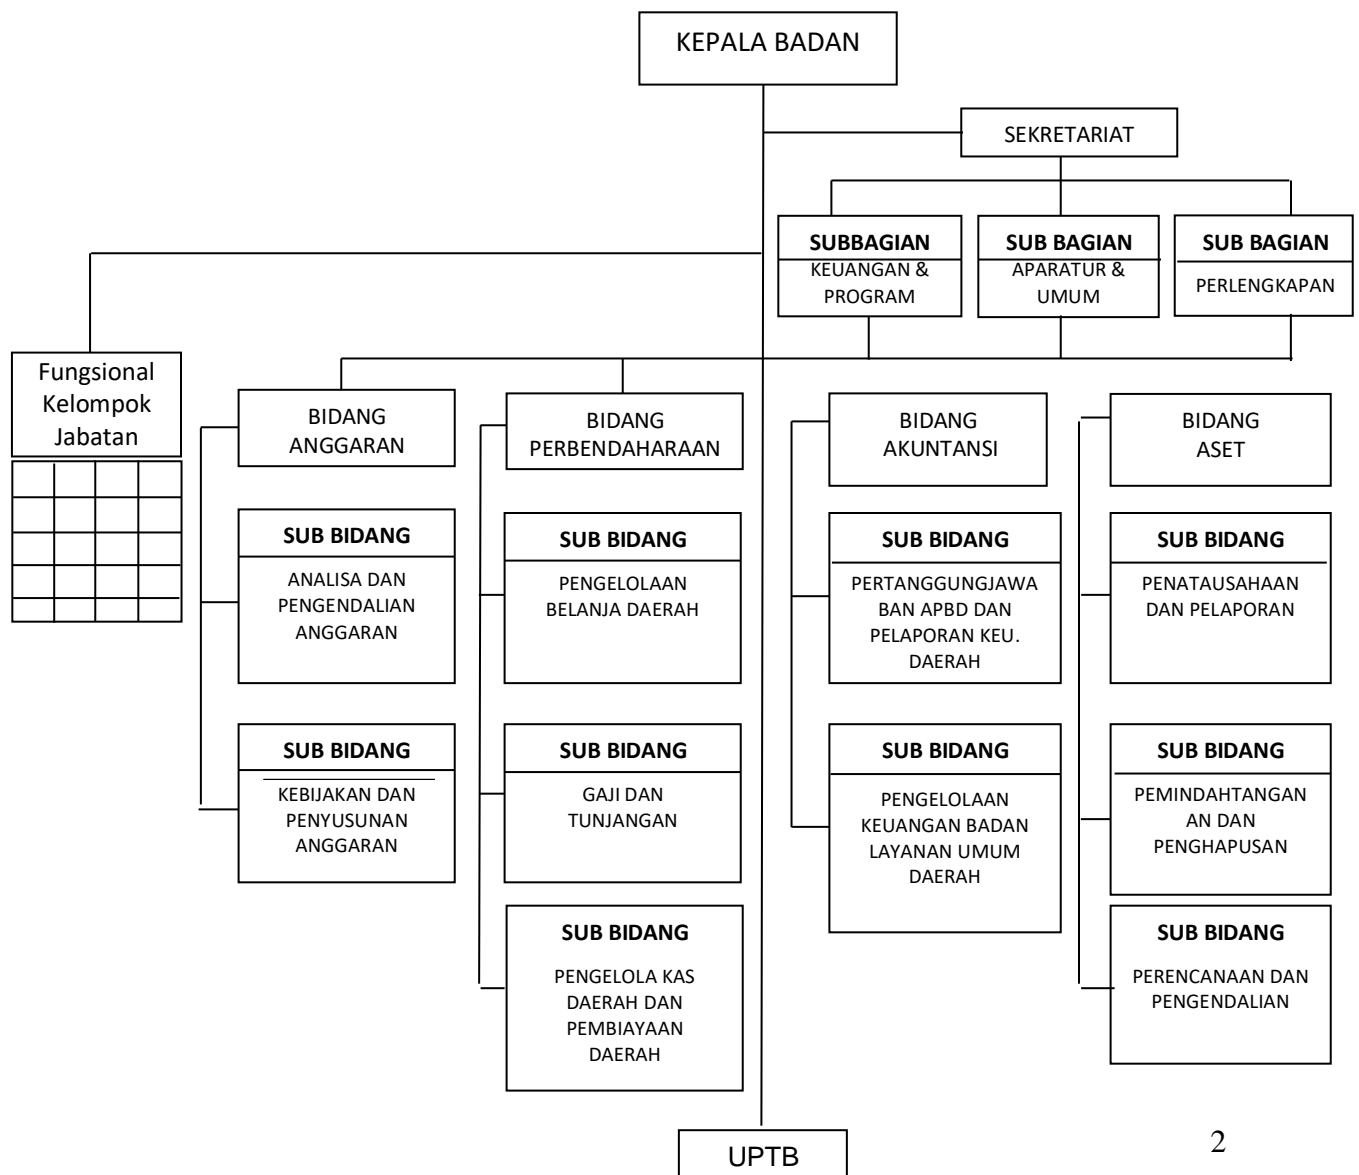 KEPALA BADAN
SEKRETARIAT
SUBBAGIAN
KEUANGAN &
PROGRAM
SUB BAGIAN
APARATUR &
UMUM
SUB BAGIAN
PERLENGKAPAN
Fungsional
Kelompok
Jabatan
BIDANG
ANGGARAN
BIDANG
PERBENDAHARAAN
BIDANG
AKUNTANSI
BIDANG
ASET
SUB BIDANG
ANALISA DAN
PENGENDALIAN
ANGGARAN
SUB BIDANG
PENGELOLAAN
BELANJA DAERAH
SUB BIDANG
PERTANGGUNGJAWA
BAN APBD DAN
PELAPORAN KEU.
DAERAH
SUB BIDANG
PENATAUSAHAAN
DAN PELAPORAN
SUB BIDANG
KEBIJAKAN DAN
PENYUSUNAN
ANGGARAN
SUB BIDANG
GAJI DAN
TUNJANGAN
SUB BIDANG
PENGELOLAAN
KEUANGAN BADAN
LAYANAN UMUM
DAERAH
SUB BIDANG
PEMINDAHTANGAN
AN DAN
PENGHAPUSAN
SUB BIDANG
PENGELOLA KAS
DAERAH DAN
PEMBIAYAAN
DAERAH
SUB BIDANG
PERENCANAAN DAN
PENGENDALIAN
UPTB
2